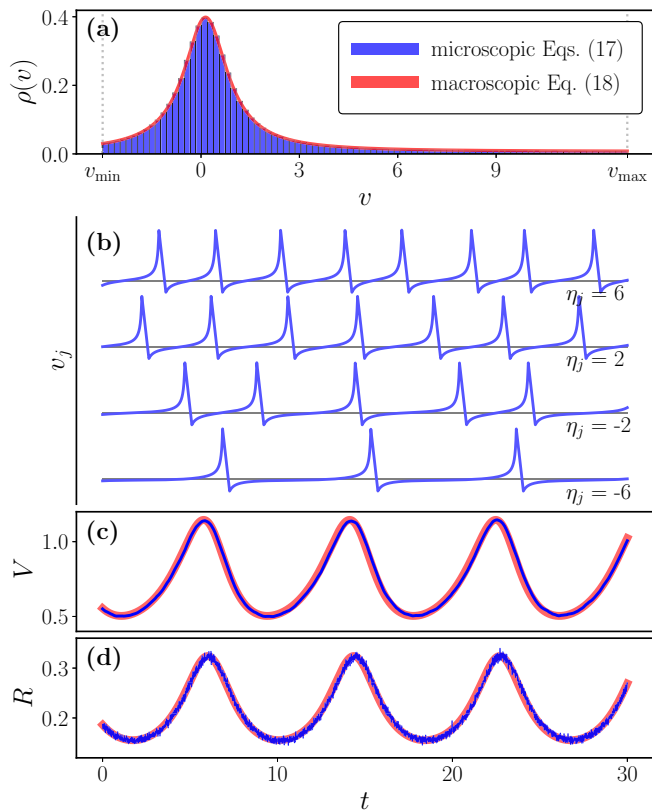 (a)
microscopic Eqs. (17)
macroscopic Eq. (18)
ρ(v)
0.4
0.2
0.0
v_min 0 3 6 9 v_max
v
(b)
v_j
η_j = 6
η_j = 2
η_j = -2
η_j = -6
(c)
V
1.0
0.5
(d)
R
0.3
0.2
0 10 20 30
t